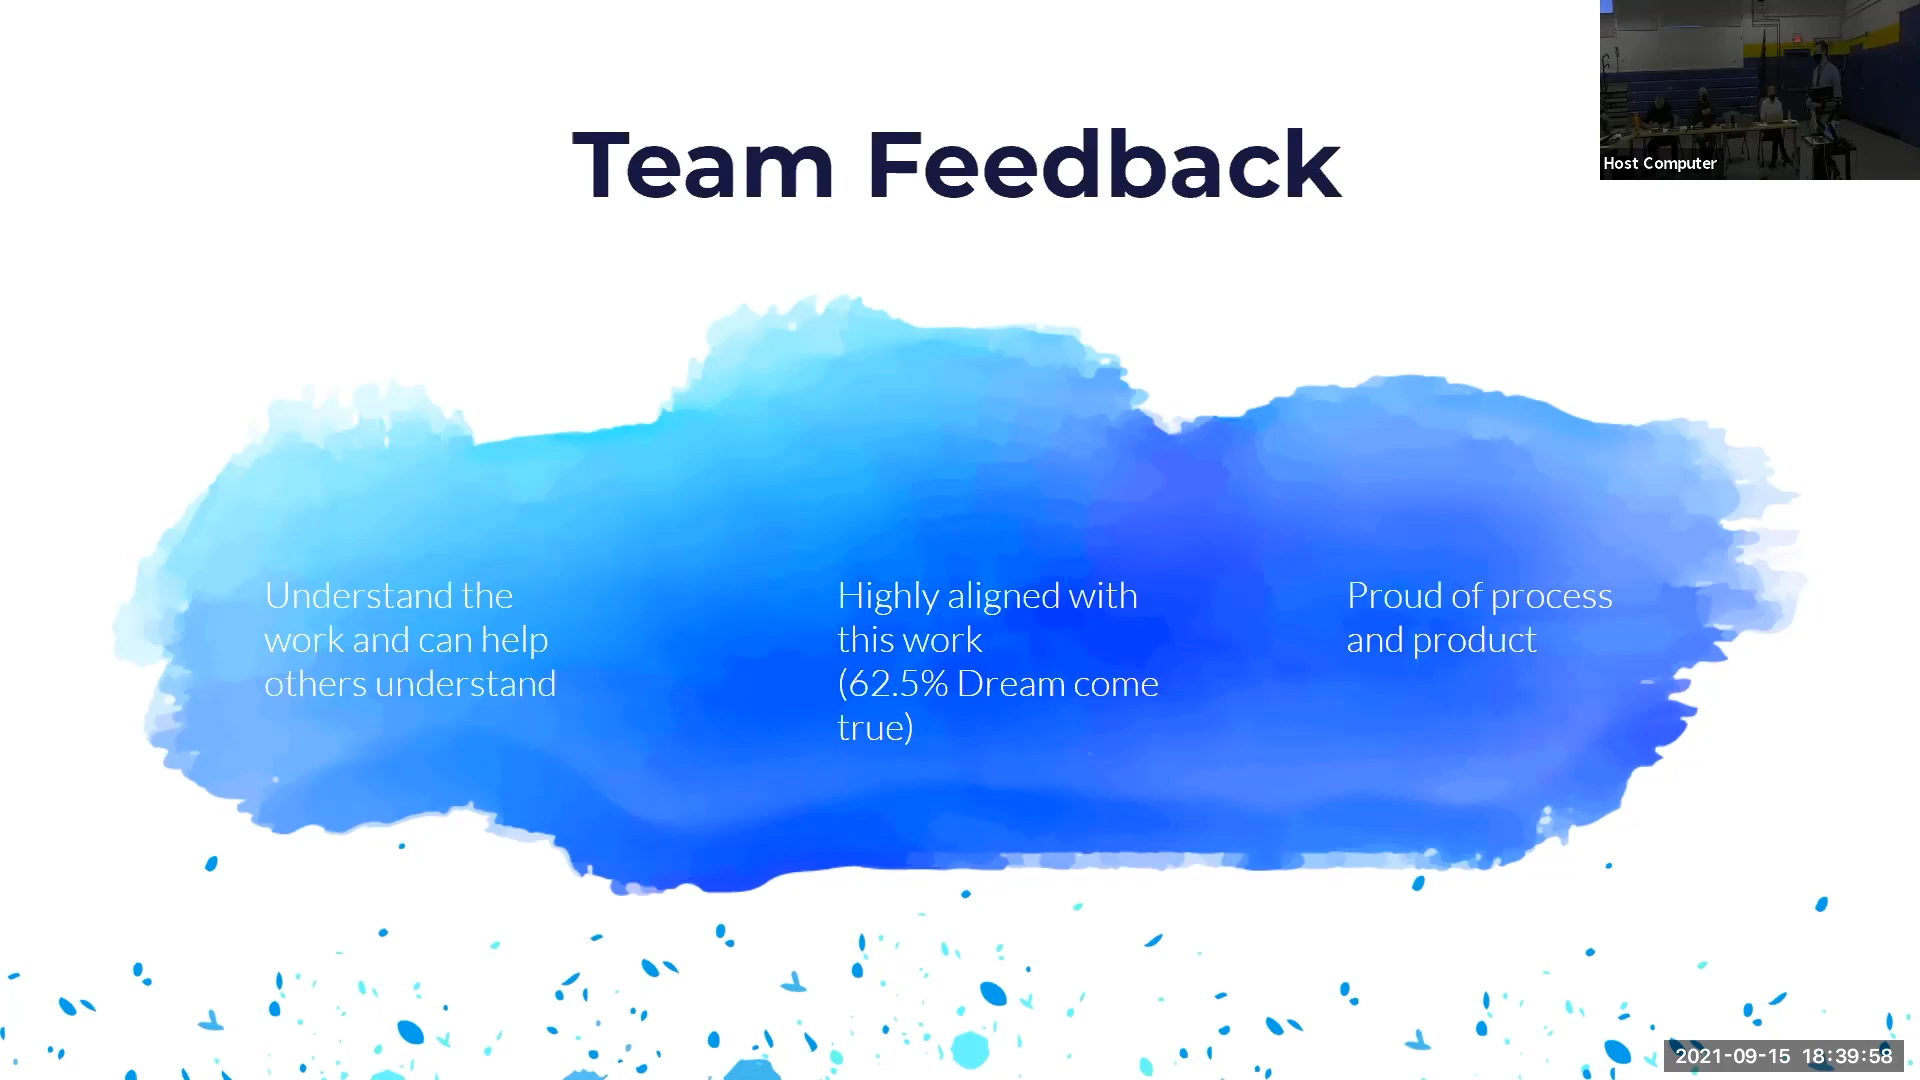 Team Feedback
Host Computer
Understand the
work and can help
others understand
Highly aligned with
this work
(62.5% Dream come
true)
Proud of process
and product
2021-09-15 18:39:58